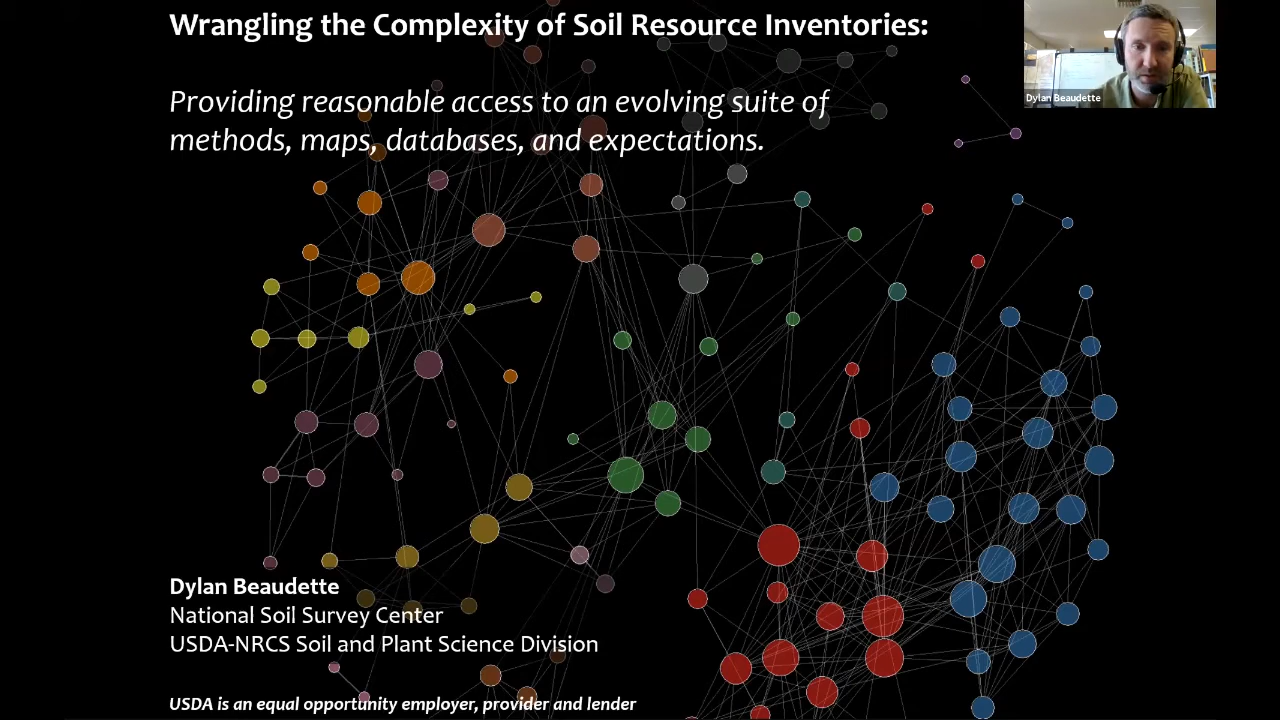 Wrangling the Complexity of Soil Resource Inventories:
Providing reasonable access to an evolving suite of
methods, maps, databases, and expectations.
Dylan Beaudette
Dylan Beaudette
National Soil Survey Center
USDA-NRCS Soil and Plant Science Division
USDA is an equal opportunity employer, provider and lender